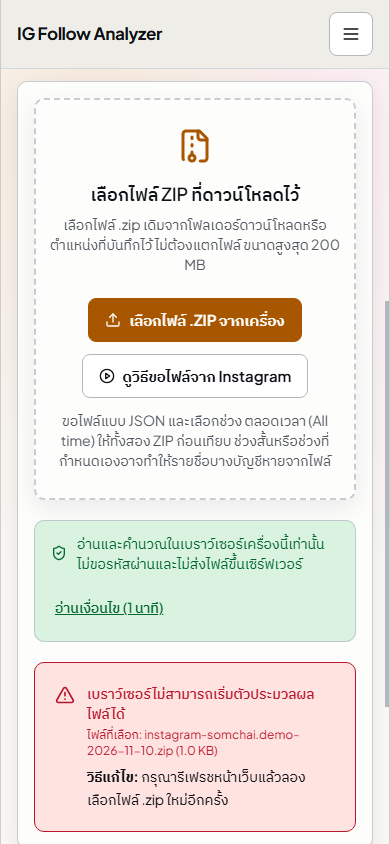 IG Follow Analyzer
เลือกไฟล์ ZIP ที่ดาวน์โหลดไว้
เลือกไฟล์ .zip เดิมจากโฟลเดอร์ดาวน์โหลดหรือ
ตำแหน่งที่บันทึกไว้ ไม่ต้องแตกไฟล์ ขนาดสูงสุด 200
MB
เลือกไฟล์ .ZIP จากเครื่อง
ดูวิธีขอไฟล์จาก Instagram
ขอไฟล์แบบ JSON และเลือกช่วง ตลอดเวลา (All
time) ให้ทั้งสอง ZIP ก่อนเทียบ ช่วงสั้นหรือช่วงที่
กำหนดเองอาจทำให้รายชื่อบางบัญชีหายจากไฟล์
อ่านและคำนวณในเบราว์เซอร์เครื่องนี้เท่านั้น
ไม่ขอรหัสผ่านและไม่ส่งไฟล์ขึ้นเซิร์ฟเวอร์
อ่านเงื่อนไข (1 นาที)
เบราว์เซอร์ไม่สามารถเริ่มตัวประมวลผล
ไฟล์ได้
ไฟล์ที่เลือก: instagram-somchai.demo-
2026-11-10.zip (1.0 KB)
วิธีแก้ไข: กรุณารีเฟรชหน้าเว็บแล้วลอง
เลือกไฟล์ .zip ใหม่อีกครั้ง